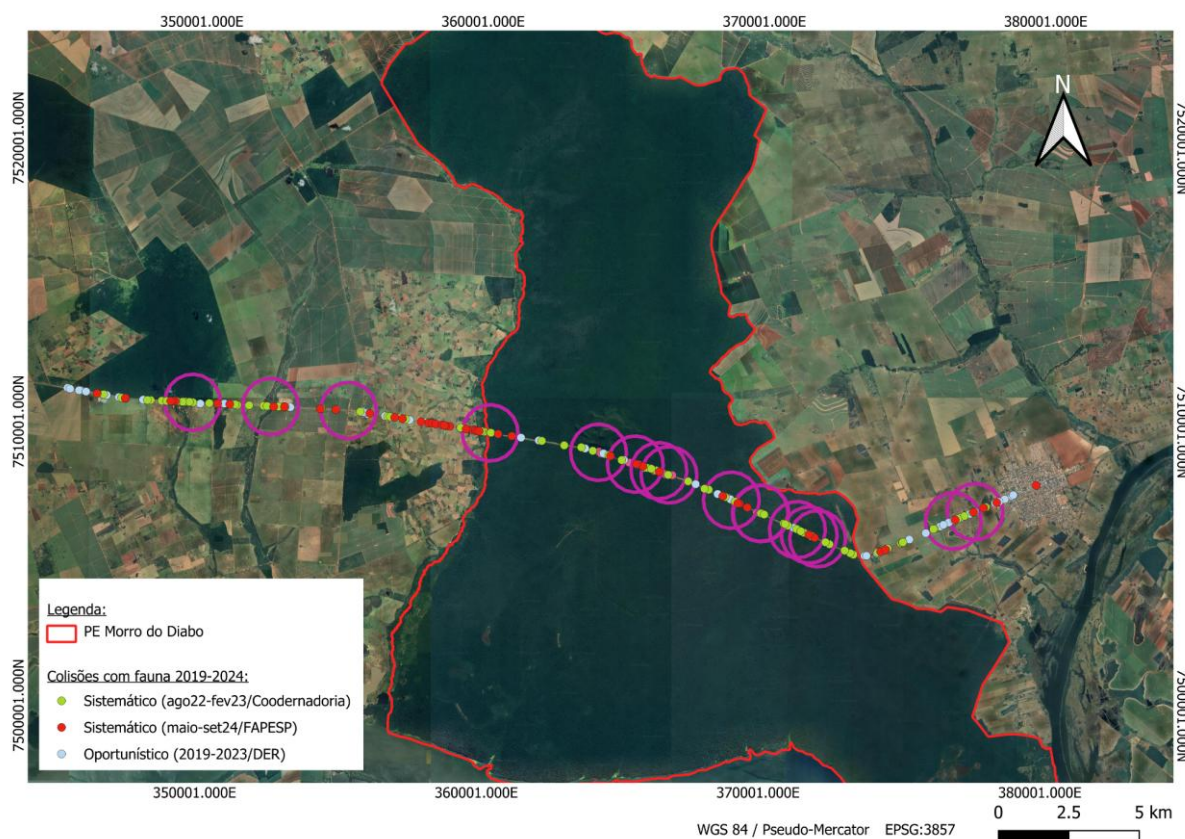 350001.000E 360001.000E 370001.000E 380001.000E
7520001.000N
7520001.000N
N
7510001.000N
7510001.000N
7500001.000N
7500001.000N
Legenda:
PE Morro do Diabo
Colisões com fauna 2019-2024:
Sistemático (ago22-fev23/Coodernadoria)
Sistemático (maio-set24/FAPESP)
Oportunístico (2019-2023/DER)
350001.000E 360001.000E 370001.000E 380001.000E
0 2.5 5 km
WGS 84 / Pseudo-Mercator EPSG:3857